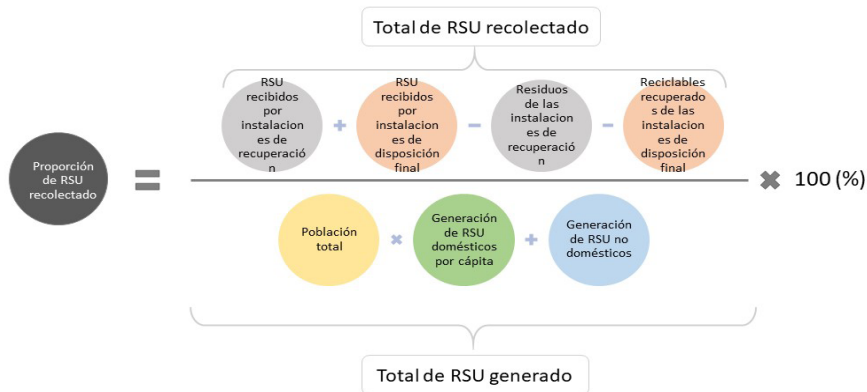 Total de RSU recolectado
RSU
recibidos
por
instalacion
es de
recuperació
n
+
RSU
recibidos
por
instalacion
es de
disposición
final
−
Residuos
de las
instalacion
es de
recuperació
n
−
Reciclables
recuperado
s de las
instalacion
es de
disposición
final
Proporción
de RSU
recolectado
=
× 100 (%)
Población
total
×
Generación
de RSU
domésticos
por cápita
+
Generación
de RSU no
domésticos
Total de RSU generado